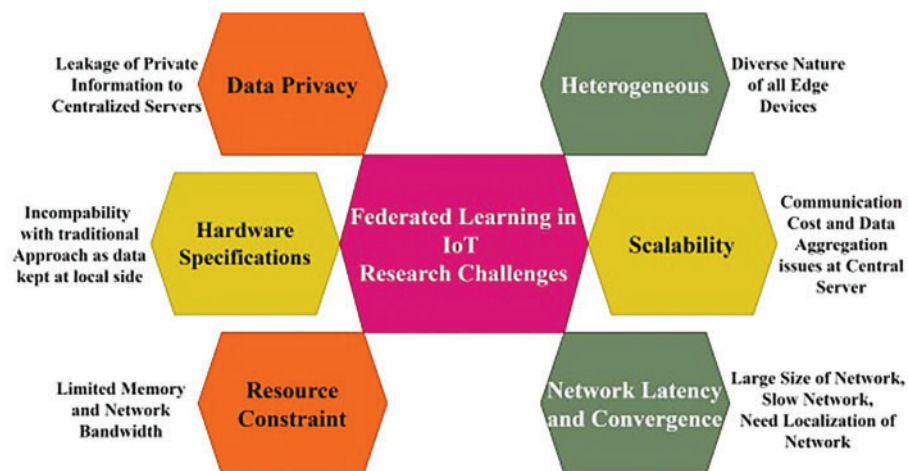 Leakage of Private
Information to
Centralized Servers
Data Privacy
Heterogeneous
Diverse Nature
of all Edge
Devices
Incompability
with traditional
Approach as data
kept at local side
Hardware
Specifications
Federated Learning in
IoT
Research Challenges
Scalability
Communication
Cost and Data
Aggregation
issues at Central
Server
Limited Memory
and Network
Bandwidth
Resource
Constraint
Network Latency
and Convergence
Large Size of Network,
Slow Network,
Need Localization of
Network